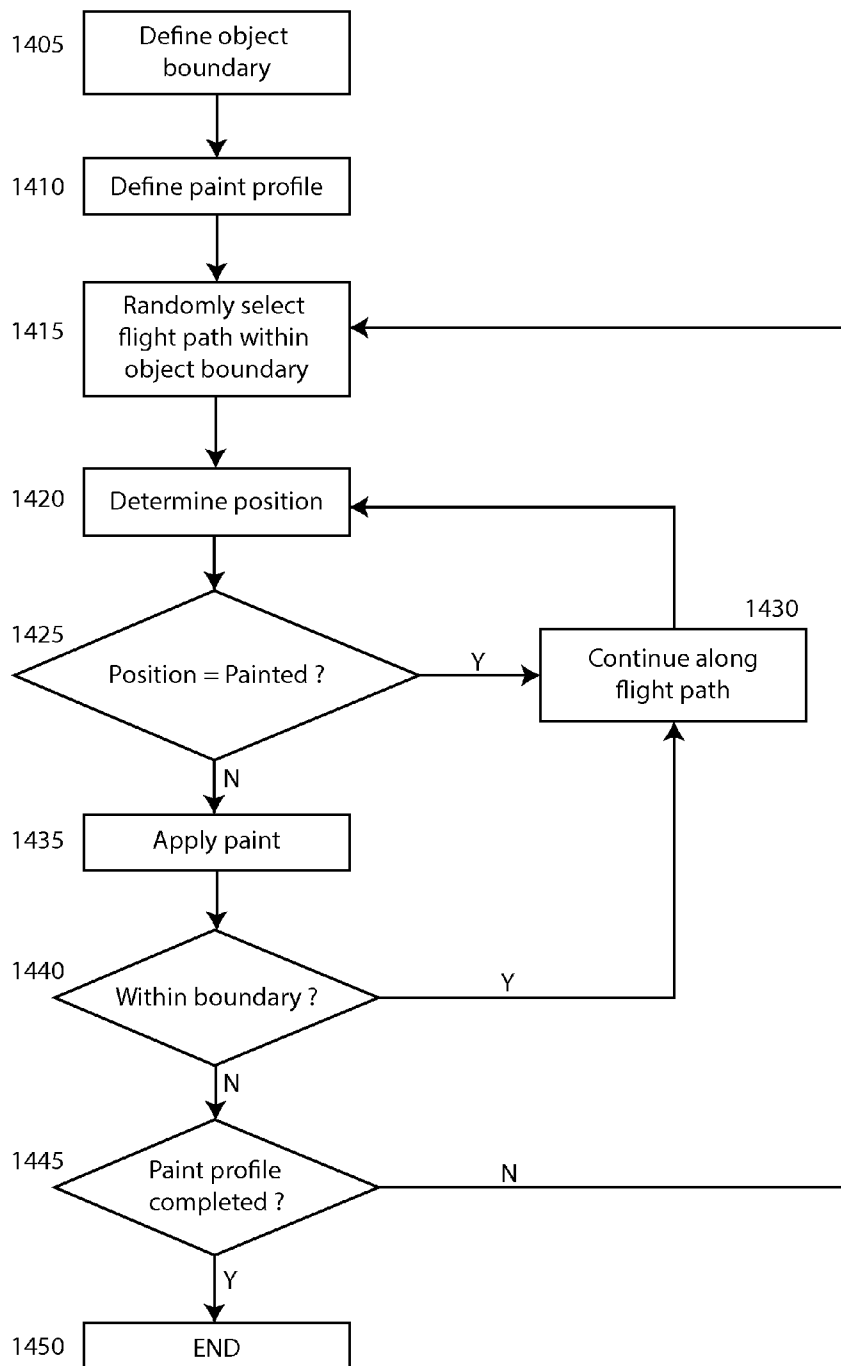 1405
Define object
boundary
1410
Define paint profile
1415
Randomly select
flight path within
object boundary
1420
Determine position
1425
Position = Painted ?
Y
1430
Continue along
flight path
N
1435
Apply paint
1440
Within boundary ?
Y
N
1445
Paint profile
completed ?
N
Y
1450
END